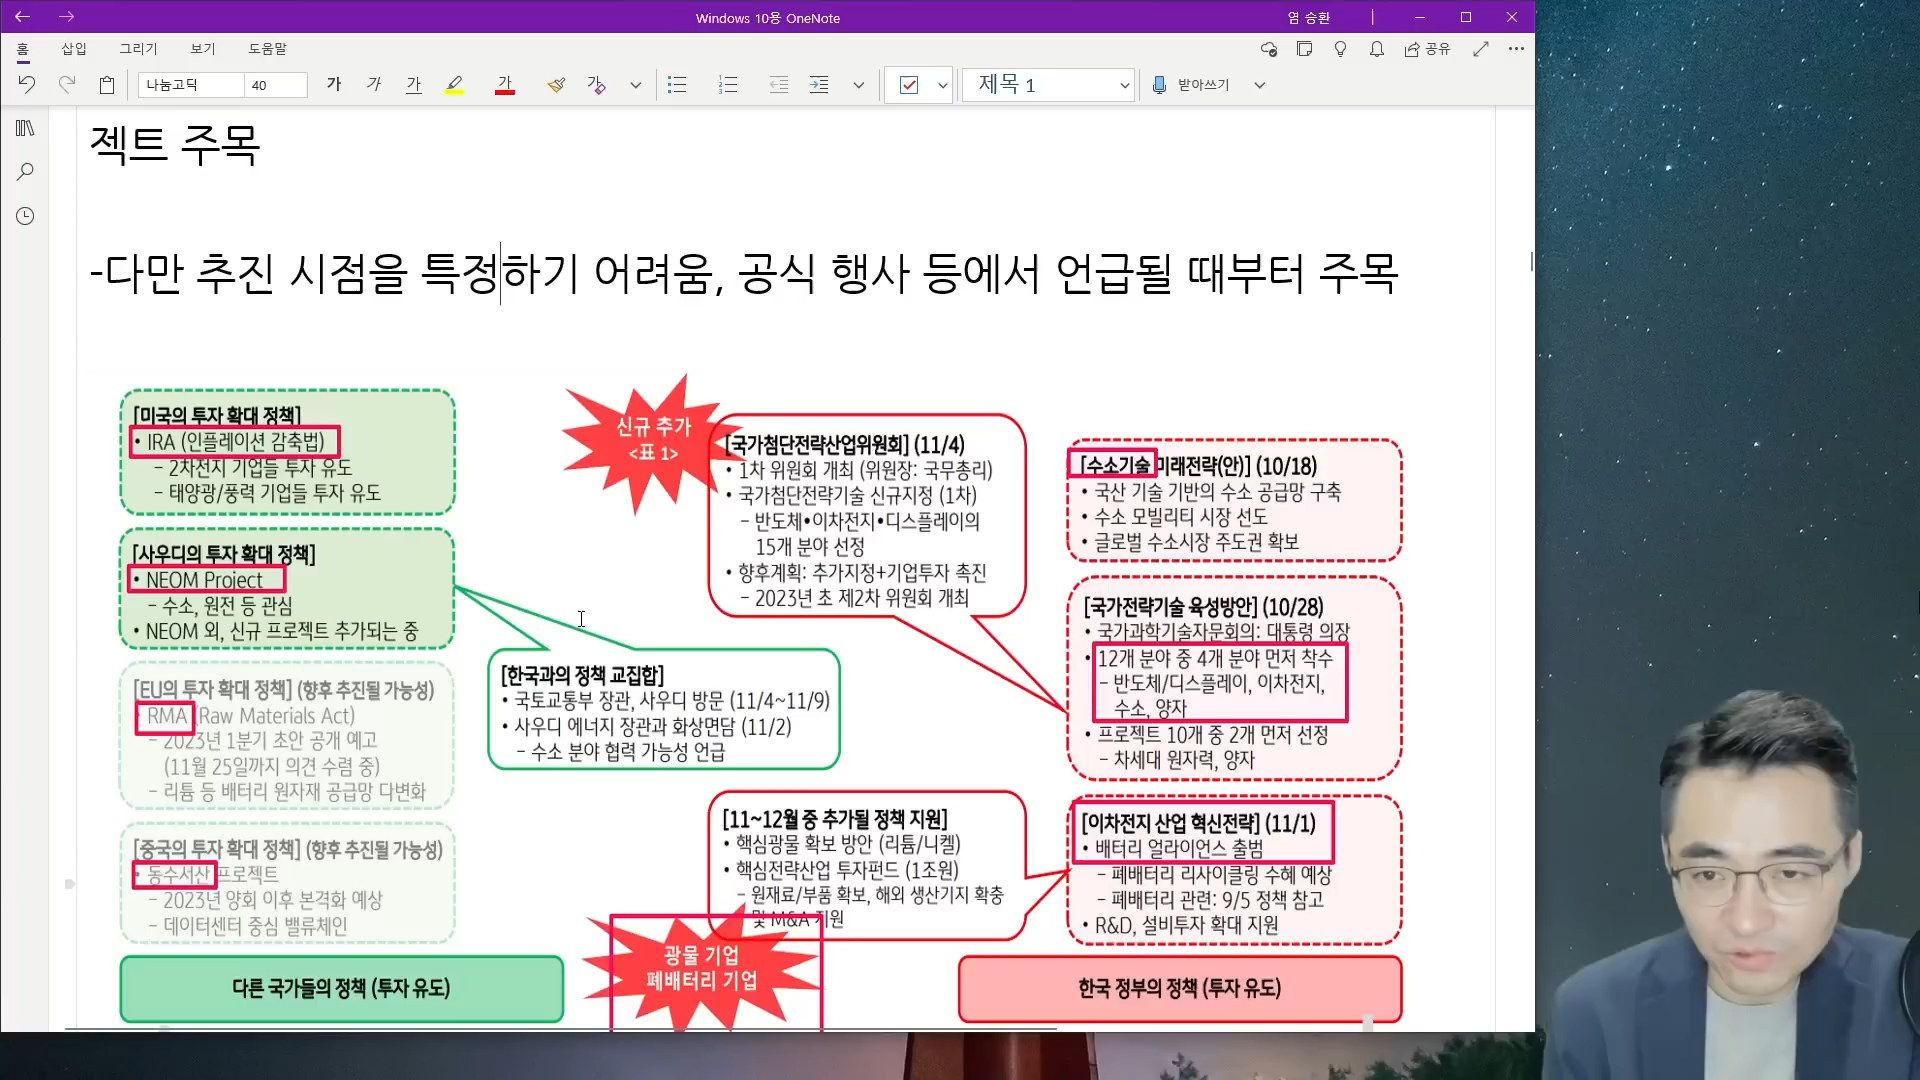 Windows 10용 OneNote
염 승환
홈 삽입 그리기 보기 도움말
공유
나눔고딕 40 가 가 가 가 가 제목 1 받아쓰기
젝트 주목
-다만 추진 시점을 특정하기 어려움, 공식 행사 등에서 언급될 때부터 주목
[미국의 투자 확대 정책]
• IRA (인플레이션 감축법)
– 2차전지 기업들 투자 유도
– 태양광/풍력 기업들 투자 유도
[사우디의 투자 확대 정책]
• NEOM Project
– 수소, 원전 등 관심
• NEOM 외, 신규 프로젝트 추가되는 중
[EU의 투자 확대 정책] (향후 추진될 가능성)
• RMA (Raw Materials Act)
– 2023년 1분기 초안 공개 예고
(11월 25일까지 의견 수렴 중)
– 리튬 등 배터리 원자재 공급망 다변화
[중국의 투자 확대 정책] (향후 추진될 가능성)
• 동수서산 프로젝트
– 2023년 양회 이후 본격화 예상
– 데이터센터 중심 밸류체인
다른 국가들의 정책 (투자 유도)
[한국과의 정책 교집합]
• 국토교통부 장관, 사우디 방문 (11/4~11/9)
• 사우디 에너지 장관과 화상면담 (11/2)
– 수소 분야 협력 가능성 언급
신규 추가
<표 1>
[국가첨단전략산업위원회] (11/4)
• 1차 위원회 개최 (위원장: 국무총리)
• 국가첨단전략기술 신규지정 (1차)
– 반도체•이차전지•디스플레이의
15개 분야 선정
• 향후계획: 추가지정+기업투자 촉진
– 2023년 초 제2차 위원회 개최
[11~12월 중 추가될 정책 지원]
• 핵심광물 확보 방안 (리튬/니켈)
• 핵심전략산업 투자펀드 (1조원)
– 원재료/부품 확보, 해외 생산기지 확충
및 M&A 지원
광물 기업
폐배터리 기업
[수소기술 미래전략(안)] (10/18)
• 국산 기술 기반의 수소 공급망 구축
• 수소 모빌리티 시장 선도
• 글로벌 수소시장 주도권 확보
[국가전략기술 육성방안] (10/28)
• 국가과학기술자문회의: 대통령 의장
• 12개 분야 중 4개 분야 먼저 착수
– 반도체/디스플레이, 이차전지,
수소, 양자
• 프로젝트 10개 중 2개 먼저 선정
– 차세대 원자력, 양자
[이차전지 산업 혁신전략] (11/1)
• 배터리 얼라이언스 출범
– 폐배터리 리사이클링 수혜 예상
– 폐배터리 관련: 9/5 정책 참고
• R&D, 설비투자 확대 지원
한국 정부의 정책 (투자 유도)